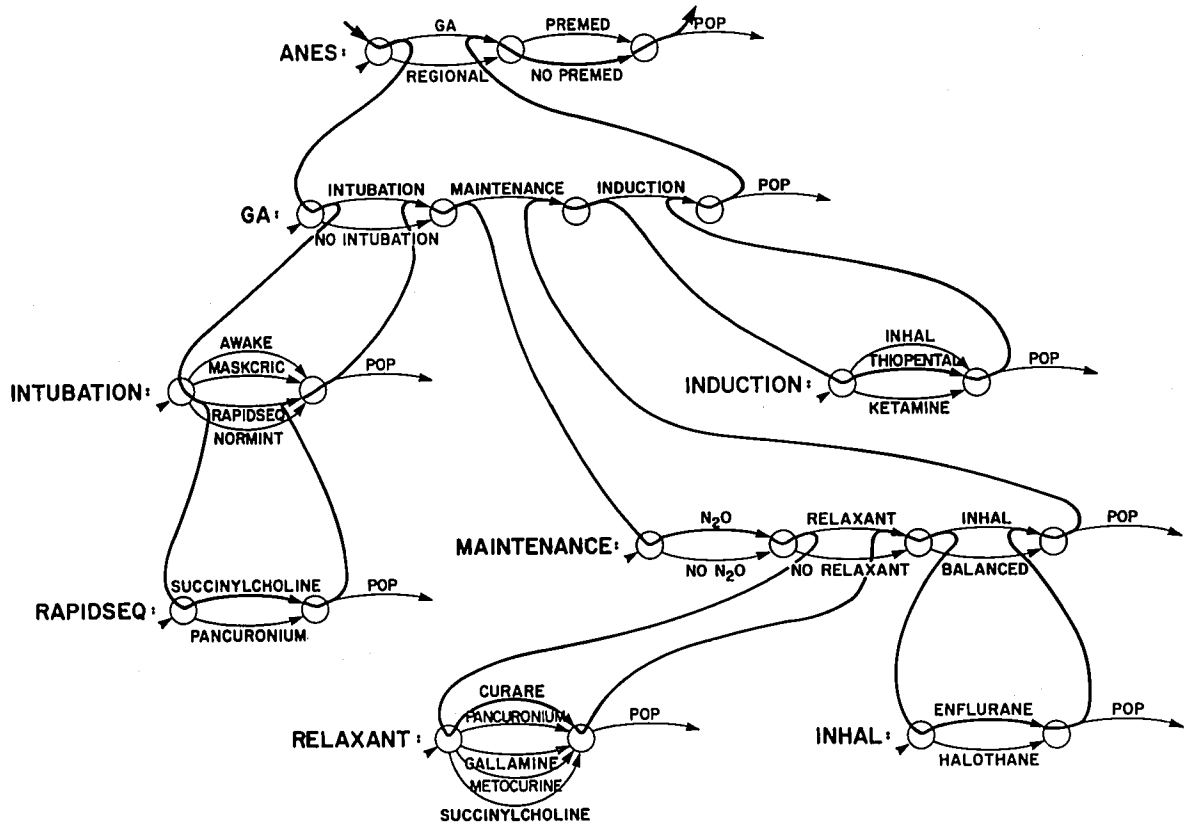 GA
PREMED
POP
ANES:
REGIONAL
NO PREMED
INTUBATION
MAINTENANCE
INDUCTION
POP
GA:
NO INTUBATION
AWAKE
MASKCRIC
POP
INTUBATION:
RAPIDSEQ
NORMINT
INHAL
THIOPENTAL
POP
INDUCTION:
KETAMINE
N₂O
RELAXANT
INHAL
POP
MAINTENANCE:
NO N₂O
NO RELAXANT
BALANCED
SUCCINYLCHOLINE
POP
RAPIDSEQ:
PANCURONIUM
CURARE
PANCURONIUM
POP
RELAXANT:
GALLAMINE
METOCURINE
SUCCINYLCHOLINE
ENFLURANE
POP
INHAL:
HALOTHANE